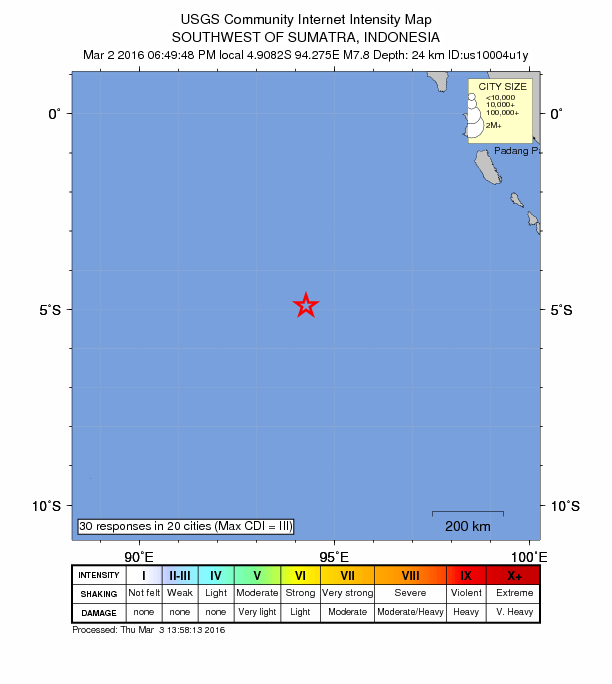 USGS Community Internet Intensity Map
SOUTHWEST OF SUMATRA, INDONESIA
Mar 2 2016 06:49:48 PM local 4.9082S 94.275E M7.8 Depth: 24 km ID:us10004u1y
CITY SIZE
<10,000
10,000+
100,000+
2M+
0˚ 0˚
Padang P
5˚S 5˚S
10˚S 10˚S
30 responses in 20 cities (Max CDI = III)
200 km
90˚E 95˚E 100˚E
INTENSITY I II-III IV V VI VII VIII IX X+
SHAKING Not felt Weak Light Moderate Strong Very strong Severe Violent Extreme
DAMAGE none none none Very light Light Moderate Moderate/Heavy Heavy V. Heavy
Processed: Thu Mar 3 13:58:13 2016